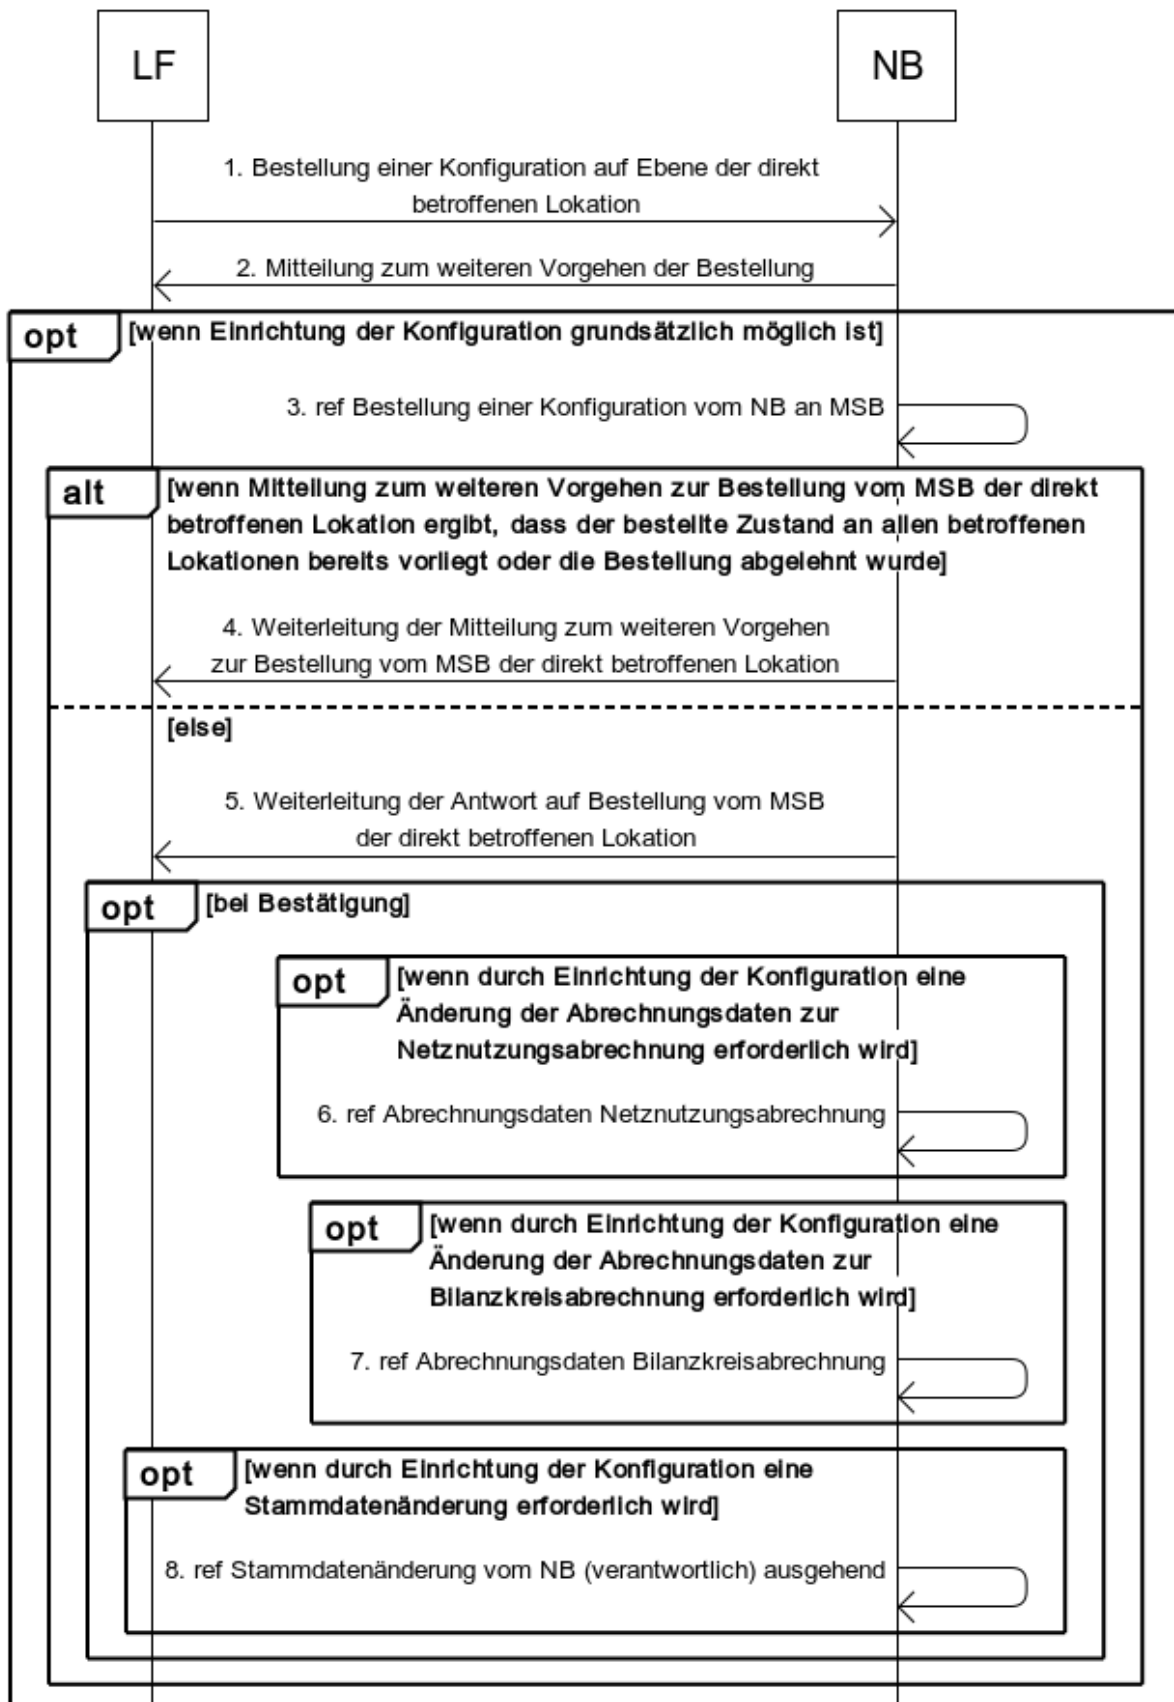 LF
NB
1. Bestellung einer Konfiguration auf Ebene der direkt
betroffenen Lokation
2. Mitteilung zum weiteren Vorgehen der Bestellung
opt
[wenn Einrichtung der Konfiguration grundsätzlich möglich ist]
3. ref Bestellung einer Konfiguration vom NB an MSB
alt
[wenn Mitteilung zum weiteren Vorgehen zur Bestellung vom MSB der direkt
betroffenen Lokation ergibt, dass der bestellte Zustand an allen betroffenen
Lokationen bereits vorliegt oder die Bestellung abgelehnt wurde]
4. Weiterleitung der Mitteilung zum weiteren Vorgehen
zur Bestellung vom MSB der direkt betroffenen Lokation
[else]
5. Weiterleitung der Antwort auf Bestellung vom MSB
der direkt betroffenen Lokation
opt
[bei Bestätigung]
opt
[wenn durch Einrichtung der Konfiguration eine
Änderung der Abrechnungsdaten zur
Netznutzungsabrechnung erforderlich wird]
6. ref Abrechnungsdaten Netznutzungsabrechnung
opt
[wenn durch Einrichtung der Konfiguration eine
Änderung der Abrechnungsdaten zur
Bilanzkreisabrechnung erforderlich wird]
7. ref Abrechnungsdaten Bilanzkreisabrechnung
opt
[wenn durch Einrichtung der Konfiguration eine
Stammdatenänderung erforderlich wird]
8. ref Stammdatenänderung vom NB (verantwortlich) ausgehend